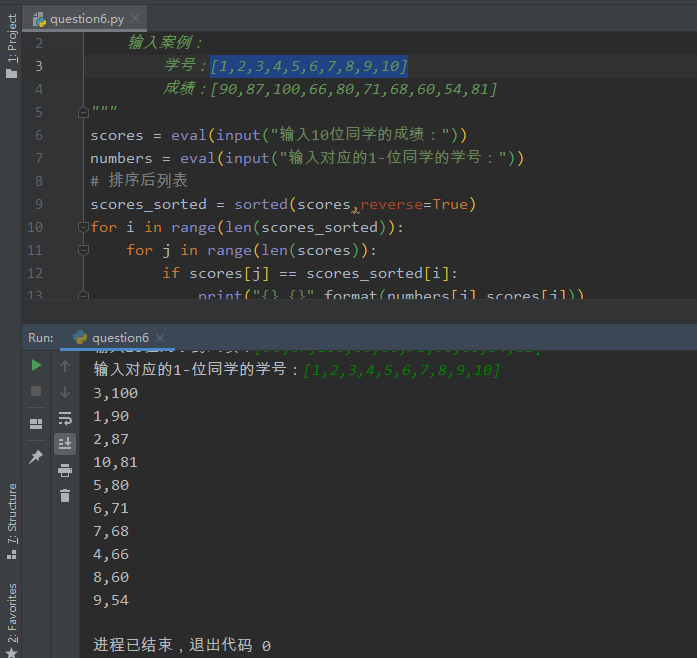 question6.py
1: Project
2 输入案例：
3 学号：[1,2,3,4,5,6,7,8,9,10]
4 成绩：[90,87,100,66,80,71,68,60,54,81]
5 """
6 scores = eval(input("输入10位同学的成绩："))
7 numbers = eval(input("输入对应的1-位同学的学号："))
8 # 排序后列表
9 scores_sorted = sorted(scores,reverse=True)
10 for i in range(len(scores_sorted)):
11 for j in range(len(scores)):
12 if scores[j] == scores_sorted[i]:
13 print("{},{}".format(numbers[j],scores[j]))
Run: question6
输入对应的1-位同学的学号：[1,2,3,4,5,6,7,8,9,10]
3,100
1,90
2,87
10,81
5,80
6,71
7,68
4,66
8,60
9,54
进程已结束，退出代码 0
7: Structure
2: Favorites